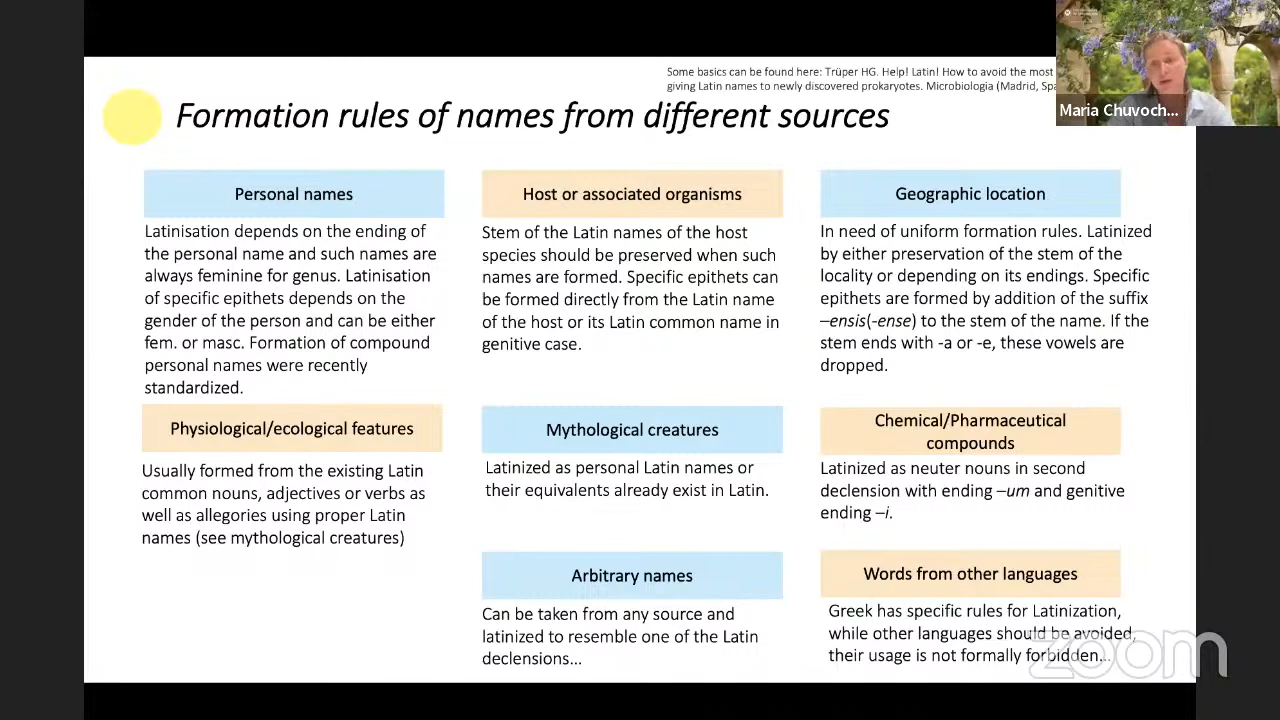 Some basics can be found here: Trüper HG. Help! Latin! How to avoid the most
giving Latin names to newly discovered prokaryotes. Microbiologia (Madrid, Spa
Maria Chuvoch...
Formation rules of names from different sources
Personal names
Latinisation depends on the ending of
the personal name and such names are
always feminine for genus. Latinisation
of specific epithets depends on the
gender of the person and can be either
fem. or masc. Formation of compound
personal names were recently
standardized.
Host or associated organisms
Stem of the Latin names of the host
species should be preserved when such
names are formed. Specific epithets can
be formed directly from the Latin name
of the host or its Latin common name in
genitive case.
Geographic location
In need of uniform formation rules. Latinized
by either preservation of the stem of the
locality or depending on its endings. Specific
epithets are formed by addition of the suffix
–ensis(-ense) to the stem of the name. If the
stem ends with -a or -e, these vowels are
dropped.
Physiological/ecological features
Usually formed from the existing Latin
common nouns, adjectives or verbs as
well as allegories using proper Latin
names (see mythological creatures)
Mythological creatures
Latinized as personal Latin names or
their equivalents already exist in Latin.
Chemical/Pharmaceutical
compounds
Latinized as neuter nouns in second
declension with ending –um and genitive
ending –i.
Arbitrary names
Can be taken from any source and
latinized to resemble one of the Latin
declensions...
Words from other languages
Greek has specific rules for Latinization,
while other languages should be avoided,
their usage is not formally forbidden...
zoom